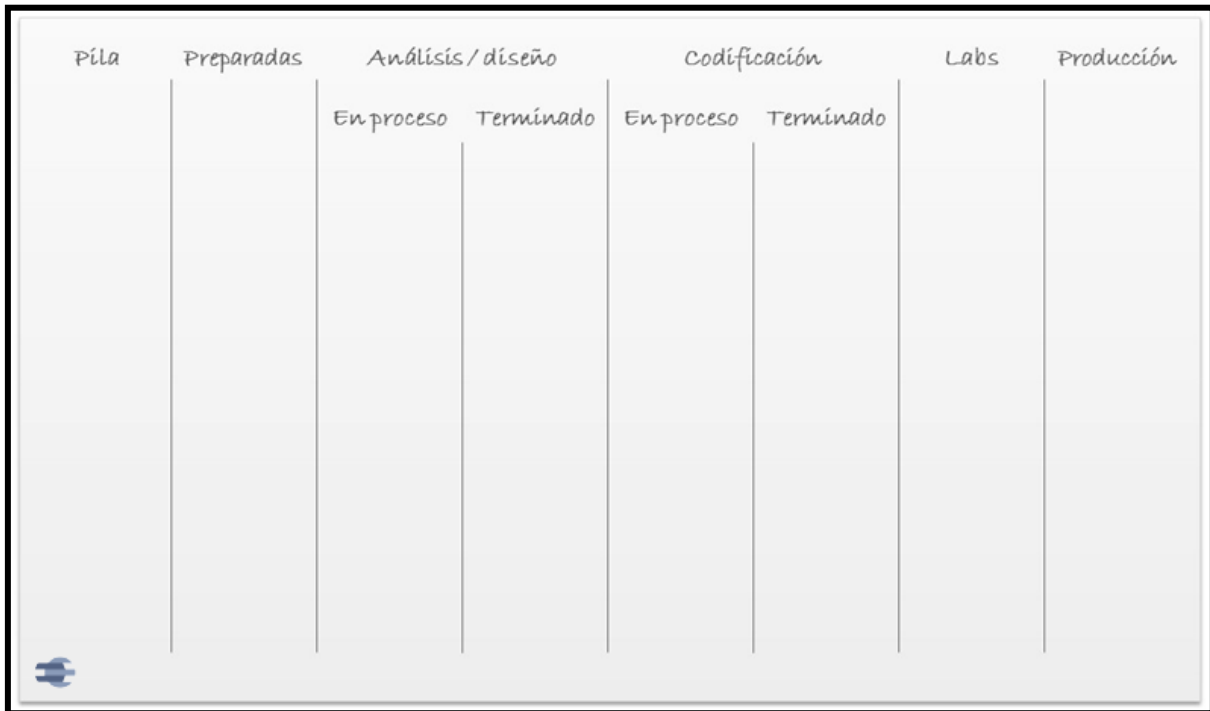 Pila Preparadas Análisis / diseño Codificación Labs Producción
En proceso Terminado En proceso Terminado